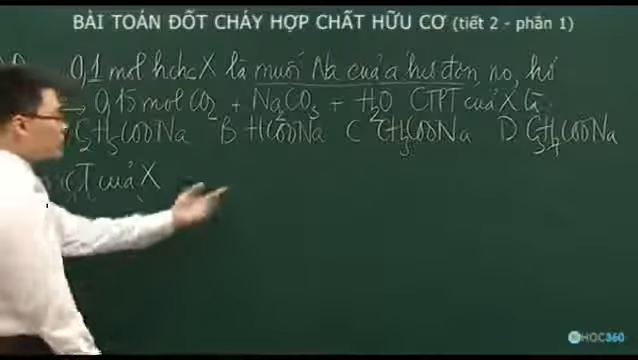 BÀI TOÁN ĐỐT CHÁY HỢP CHẤT HỮU CƠ (tiết 2 - phần 1)
0,1 mol hchc X là muối Na của a hcơ đơn, no, hở
→ 0,15 mol CO2 + Na2CO3 + H2O CTPT của X là
C2H5COONa B HCOONa C CH3COONa D C3H7COONa
CT của X
HOC360